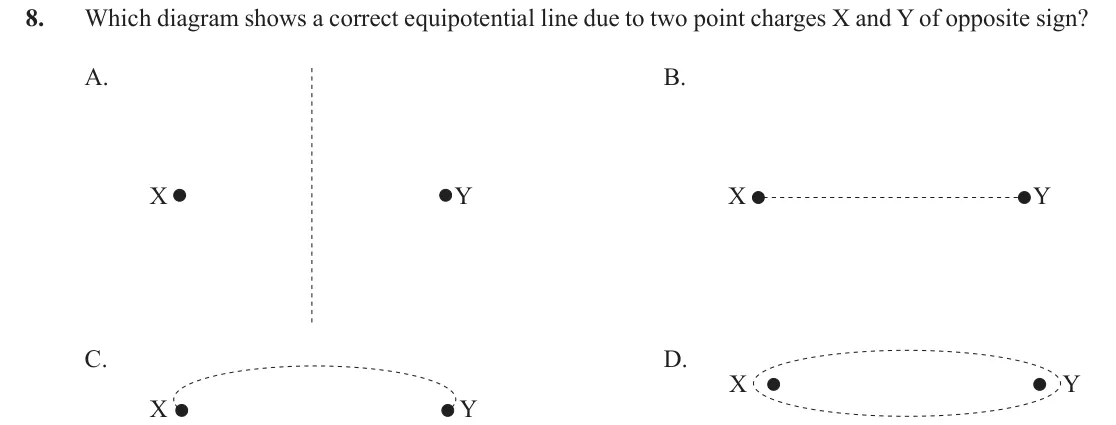 8. Which diagram shows a correct equipotential line due to two point charges X and Y of opposite sign?
A. B.
X Y X Y
C. D.
X Y X Y